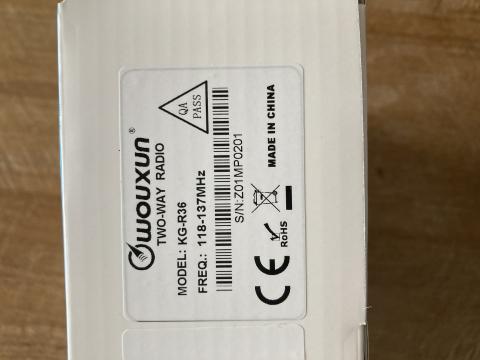 WOUXUN®
TWO-WAY RADIO
MODEL: KG-R36
FREQ.: 118-137MHz
S/N:Z01MP0201
QA
PASS
CE
RoHS
MADE IN CHINA